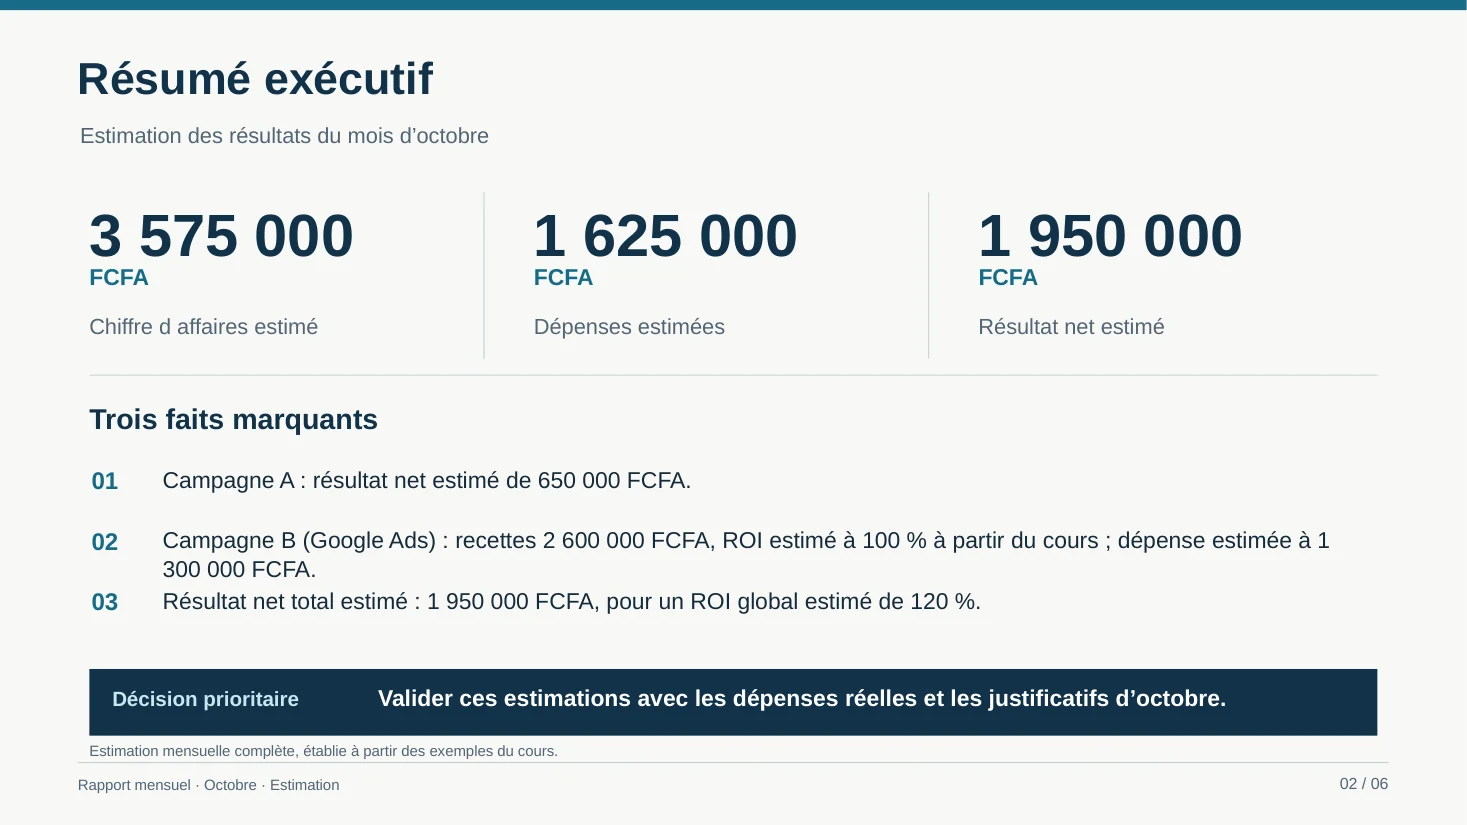 Résumé exécutif
Estimation des résultats du mois d’octobre
3 575 000
FCFA
Chiffre d affaires estimé
1 625 000
FCFA
Dépenses estimées
1 950 000
FCFA
Résultat net estimé
Trois faits marquants
01 Campagne A : résultat net estimé de 650 000 FCFA.
02 Campagne B (Google Ads) : recettes 2 600 000 FCFA, ROI estimé à 100 % à partir du cours ; dépense estimée à 1
300 000 FCFA.
03 Résultat net total estimé : 1 950 000 FCFA, pour un ROI global estimé de 120 %.
Décision prioritaire Valider ces estimations avec les dépenses réelles et les justificatifs d’octobre.
Estimation mensuelle complète, établie à partir des exemples du cours.
Rapport mensuel · Octobre · Estimation 02 / 06